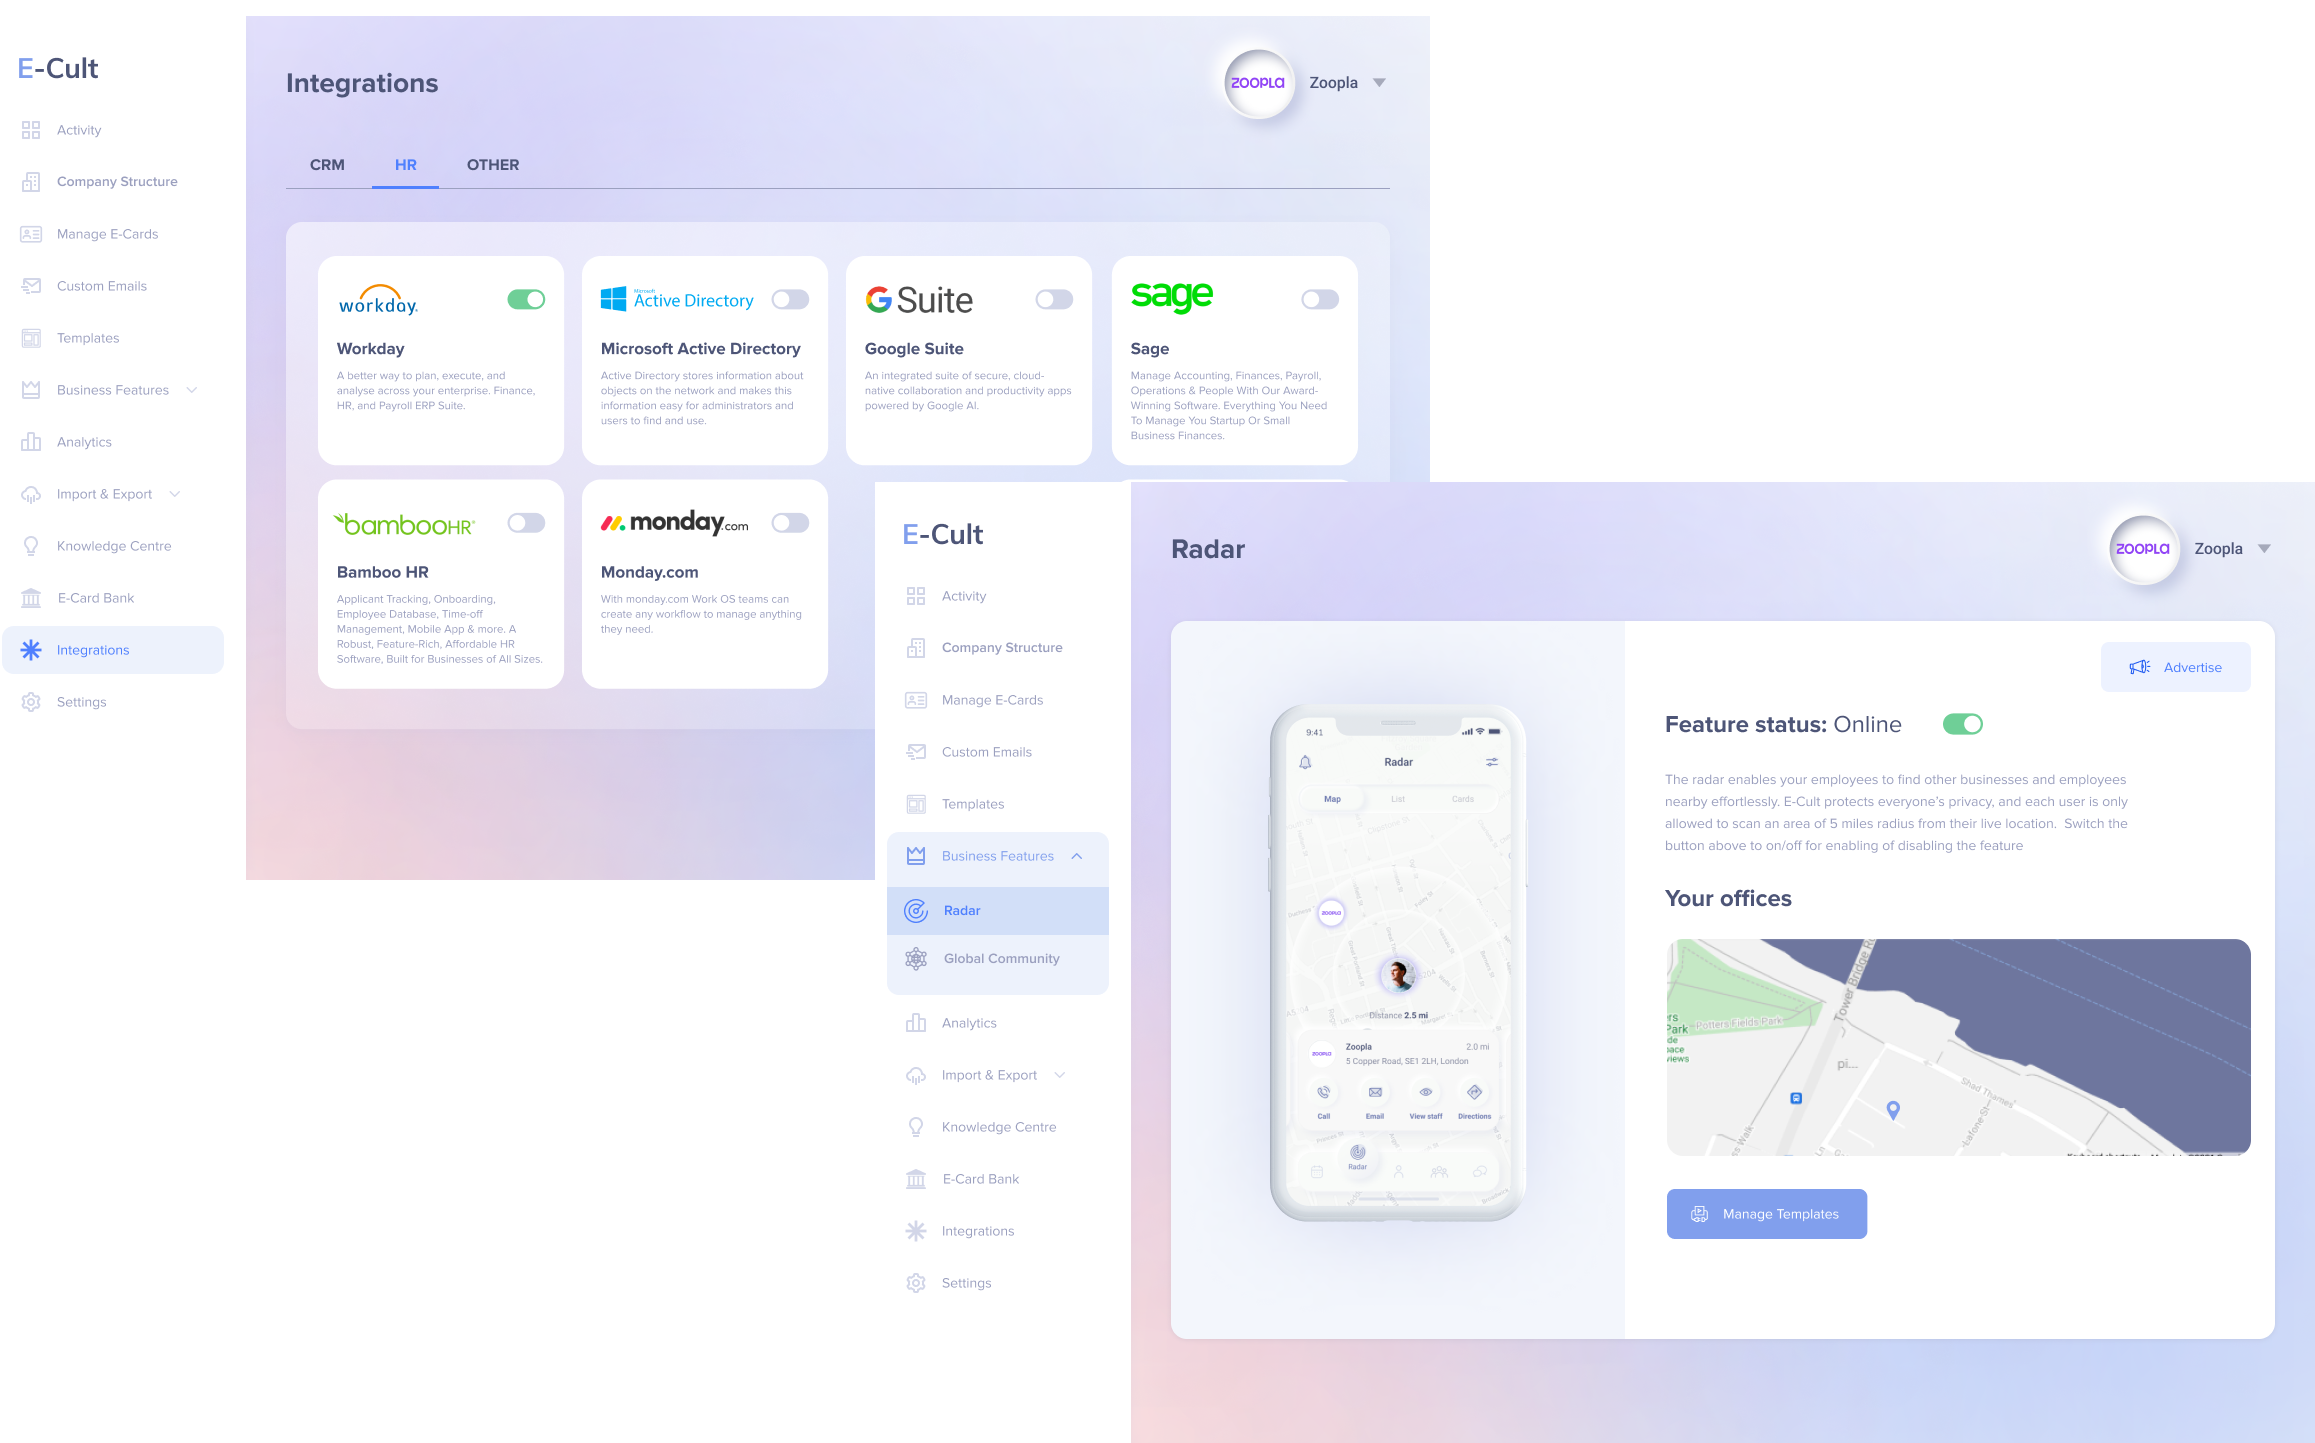 E-Cult
Activity
Company Structure
Manage E-Cards
Custom Emails
Templates
Business Features
Analytics
Import & Export
Knowledge Centre
E-Card Bank
Integrations
Settings
Integrations
ZOOPLA
Zoopla
CRM
HR
OTHER
workday.
Workday
A better way to plan, execute, and
analyse across your enterprise. Finance,
HR, and Payroll ERP Suite.
Microsoft
Active Directory
Microsoft Active Directory
Active Directory stores information about
objects on the network and makes this
information easy for administrators and
users to find and use.
G Suite
Google Suite
An integrated suite of secure, cloud-
native collaboration and productivity apps
powered by Google AI.
sage
Sage
Manage Accounting, Finances, Payroll,
Operations & People With Our Award-
Winning Software. Everything You Need
To Manage You Startup Or Small
Business Finances.
bambooHR
Bamboo HR
Applicant Tracking, Onboarding,
Employee Database, Time-off
Management, Mobile App & more. A
Robust, Feature-Rich, Affordable HR
Software, Built for Businesses of All Sizes.
monday.com
Monday.com
With monday.com Work OS teams can
create any workflow to manage anything
they need.
E-Cult
Activity
Company Structure
Manage E-Cards
Custom Emails
Templates
Business Features
Radar
Global Community
Analytics
Import & Export
Knowledge Centre
E-Card Bank
Integrations
Settings
Radar
ZOOPLA
Zoopla
9:41
Radar
Map
List
Cards
ZOOPLA
Distance 2.5 mi
ZOOPLA
Zoopla
2.0 mi
5 Copper Road, SE1 2LH, London
Call
Email
View staff
Directions
Radar
Advertise
Feature status: Online
The radar enables your employees to find other businesses and employees
nearby effortlessly. E-Cult protects everyone's privacy, and each user is only
allowed to scan an area of 5 miles radius from their live location.  Switch the
button above to on/off for enabling of disabling the feature
Your offices
Tower Bridge R
Potters Fields Park
rs
Park
de
pace
views
pi...
Shad Thames
Lafone St
ss Walk
Manage Templates